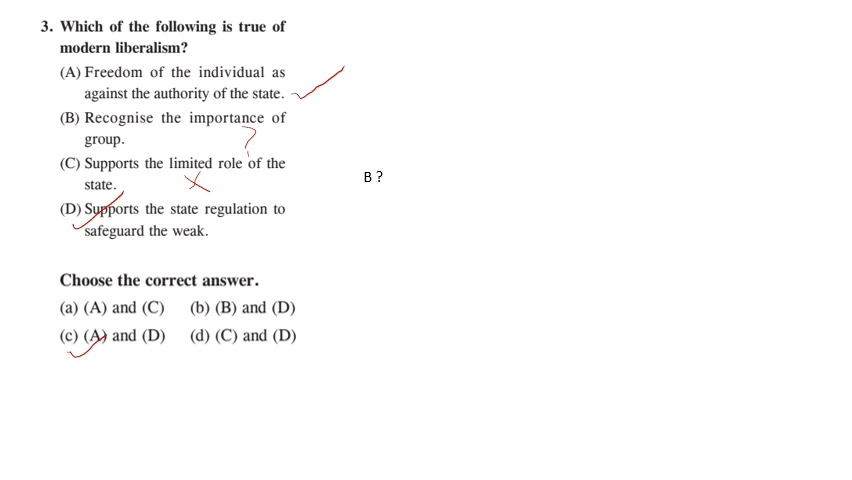 3. Which of the following is true of
modern liberalism?
(A) Freedom of the individual as
against the authority of the state.
(B) Recognise the importance of
group.
?
(C) Supports the limited role of the
state.
B ?
(D) Supports the state regulation to
safeguard the weak.
Choose the correct answer.
(a) (A) and (C) (b) (B) and (D)
(c) (A) and (D) (d) (C) and (D)